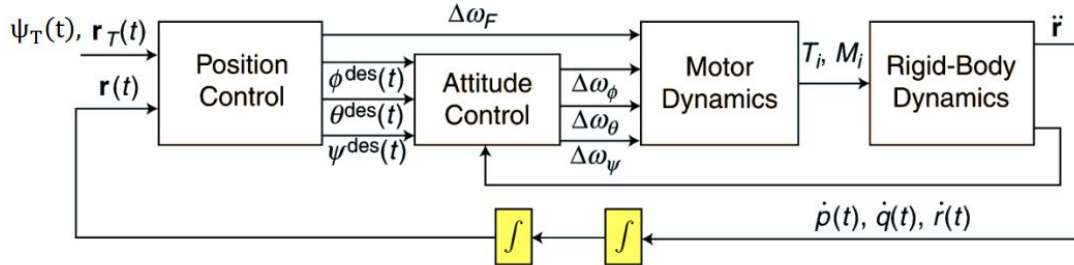 Δω_F
ψ_T(t), **r**_T(t)
**r**(t)
Position
Control
ϕ^des(t)
θ^des(t)
ψ^des(t)
Attitude
Control
Δω_ϕ
Δω_θ
Δω_ψ
Motor
Dynamics
T_i, M_i
Rigid-Body
Dynamics
r̈
∫
∫
ṗ(t), q̇(t), ṙ(t)